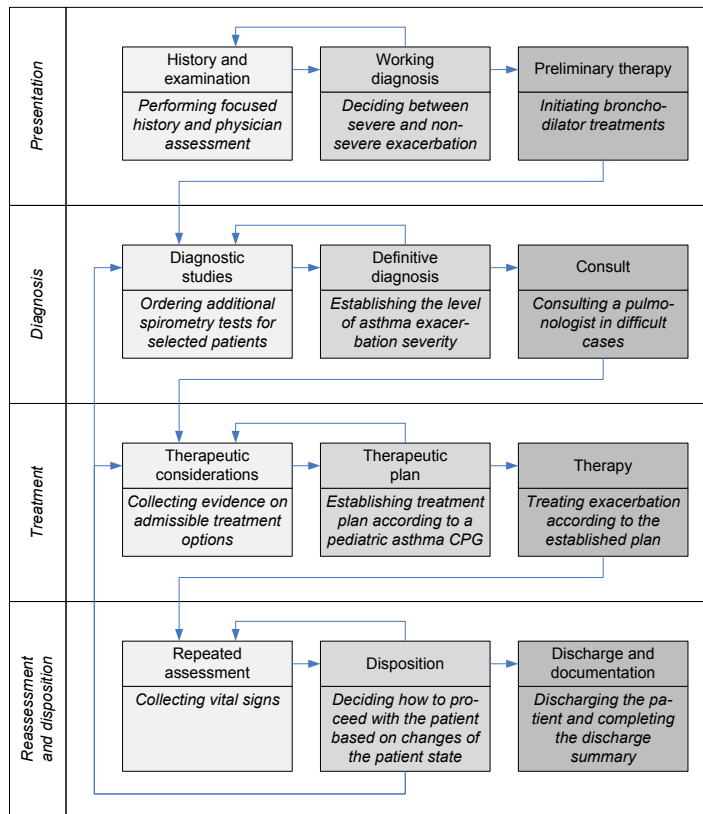 Presentation
History and
examination
Performing focused
history and physician
assessment
Working
diagnosis
Deciding between
severe and non-
severe exacerbation
Preliminary therapy
Initiating broncho-
dilator treatments
Diagnosis
Diagnostic
studies
Ordering additional
spirometry tests for
selected patients
Definitive
diagnosis
Establishing the level
of asthma exacer-
bation severity
Consult
Consulting a pulmo-
nologist in difficult
cases
Treatment
Therapeutic
considerations
Collecting evidence on
admissible treatment
options
Therapeutic
plan
Establishing treatment
plan according to a
pediatric asthma CPG
Therapy
Treating exacerbation
according to the
established plan
Reassessment
and disposition
Repeated
assessment
Collecting vital signs
Disposition
Deciding how to pro-
ceed with the patient
based on changes of
the patient state
Discharge and
documentation
Discharging the pa-
tient and completing
the discharge
summary